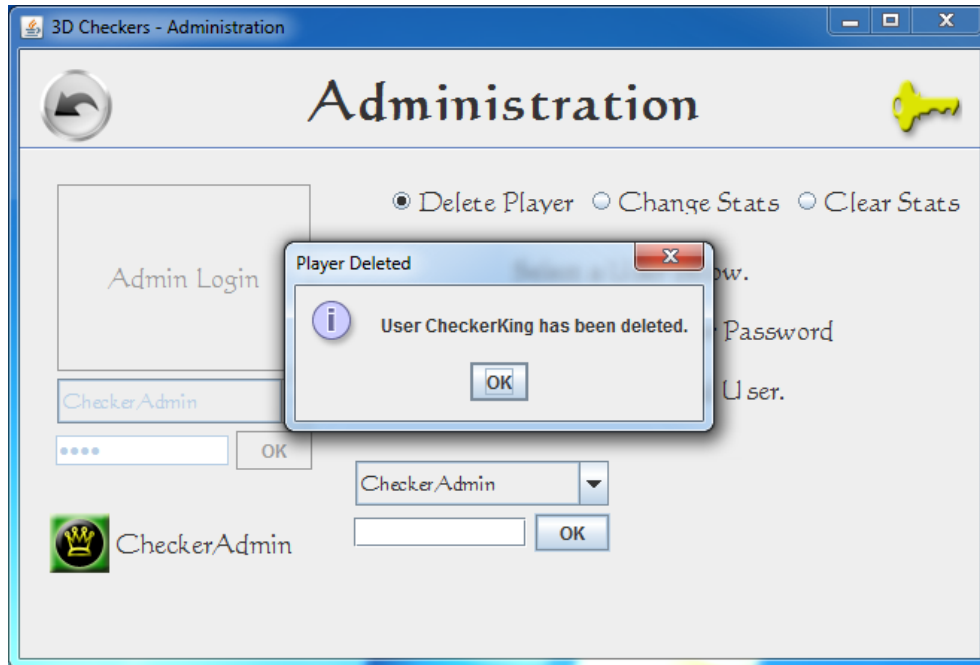 3D Checkers - Administration
Administration
Delete Player Change Stats Clear Stats
Admin Login
Player Deleted
User CheckerKing has been deleted.
OK
Password
User.
CheckerAdmin
OK
CheckerAdmin
OK
CheckerAdmin